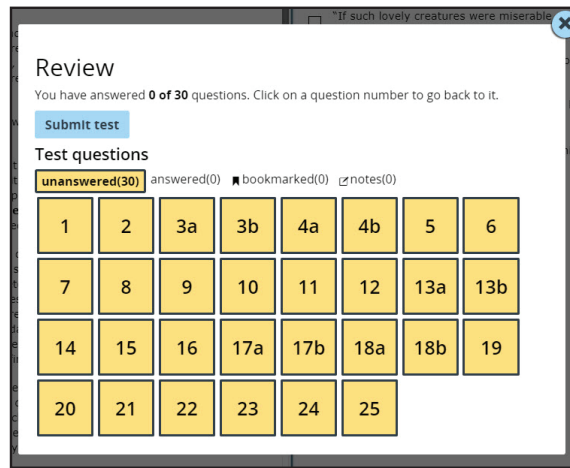 "If such lovely creatures were miserable
Review
You have answered 0 of 30 questions. Click on a question number to go back to it.
Submit test
Test questions
unanswered(30) answered(0) bookmarked(0) notes(0)
1 2 3a 3b 4a 4b 5 6
7 8 9 10 11 12 13a 13b
14 15 16 17a 17b 18a 18b 19
20 21 22 23 24 25